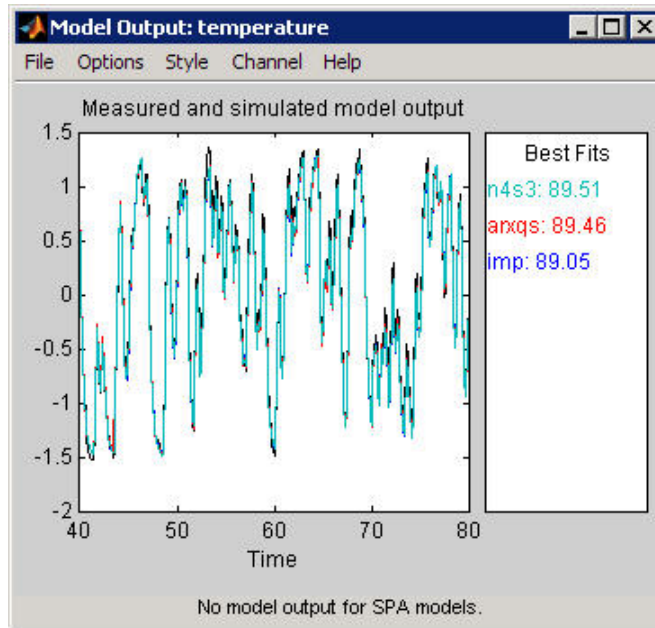 Model Output: temperature
File Options Style Channel Help
Measured and simulated model output
1.5
1
0.5
0
-0.5
-1
-1.5
-2
40 50 60 70 80
Time
Best Fits
n4s3: 89.51
arxqs: 89.46
imp: 89.05
No model output for SPA models.